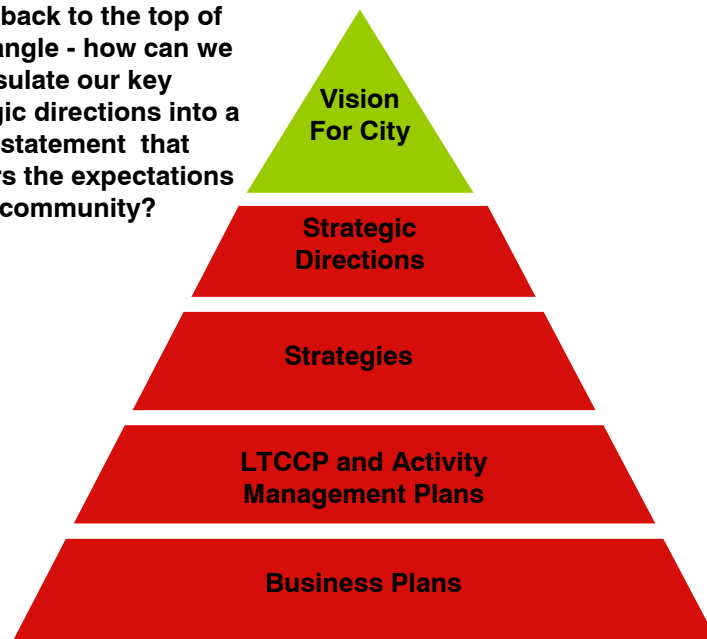 back to the top of
angle - how can we
sulate our key
gic directions into a
statement that
rs the expectations
community?
Vision
For City
Strategic
Directions
Strategies
LTCCP and Activity
Management Plans
Business Plans